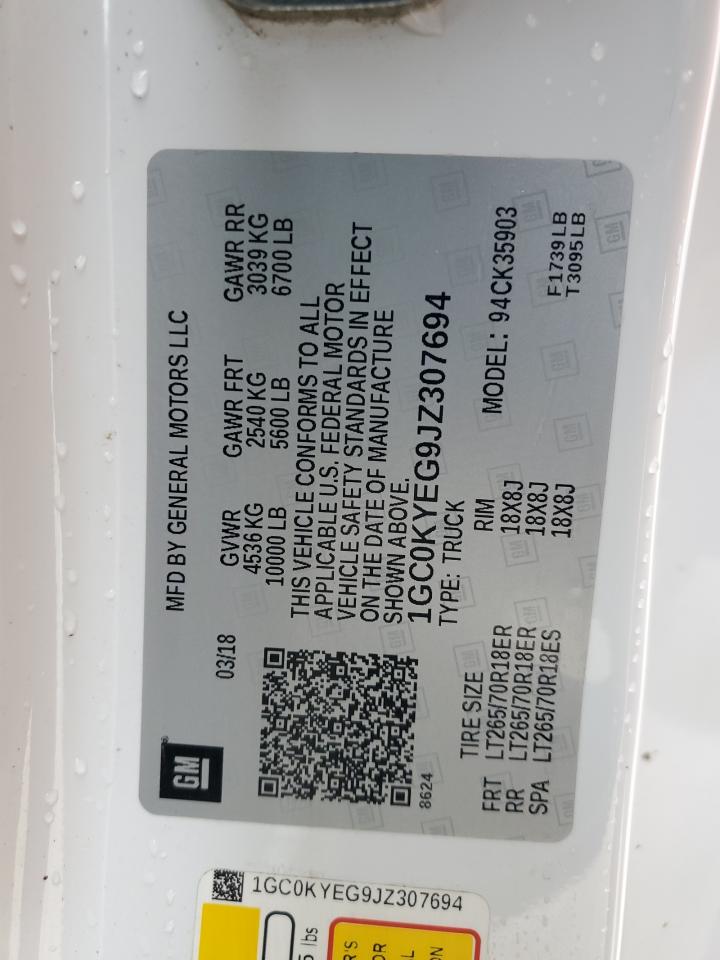 MFD BY GENERAL MOTORS LLC
GM
03/18
GVWR GAWR FRT GAWR RR
4536 KG 2540 KG 3039 KG
10000 LB 5600 LB 6700 LB
THIS VEHICLE CONFORMS TO ALL
APPLICABLE U.S. FEDERAL MOTOR
VEHICLE SAFETY STANDARDS IN EFFECT
ON THE DATE OF MANUFACTURE
SHOWN ABOVE.
1GC0KYEG9JZ307694
8624
TYPE: TRUCK
MODEL: 94CK35903
TIRE SIZE RIM
FRT LT265/70R18ER 18X8J
RR LT265/70R18ER 18X8J
SPA LT265/70R18ES 18X8J
F1739LB
T3095LB
1GC0KYEG9JZ307694
lbs